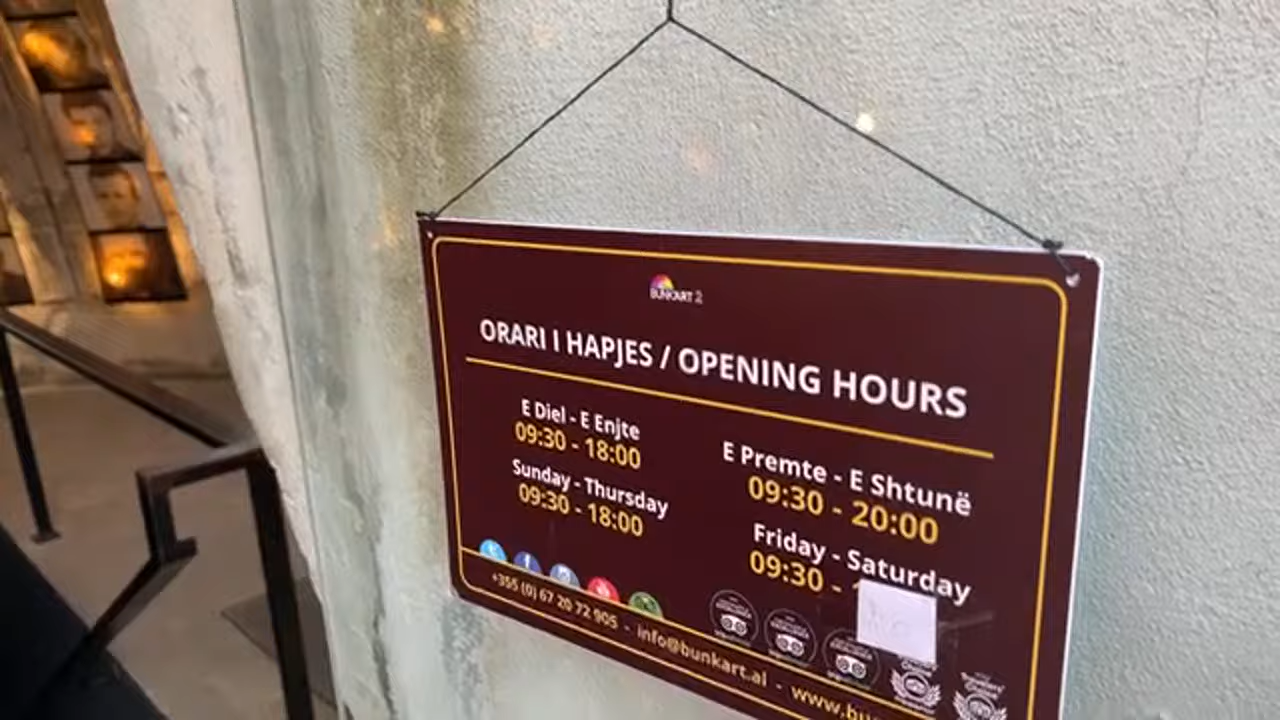 BUNKART 2
ORARI I HAPJES / OPENING HOURS
E Diel - E Enjte
09:30 - 18:00
Sunday - Thursday
09:30 - 18:00
E Premte - E Shtunë
09:30 - 20:00
Friday - Saturday
09:30 -
+355 (0) 67 20 72 905 - info@bunkart.al - www.bu